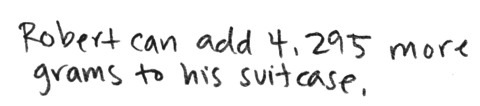 Robert can add 4,295 more
grams to his suitcase.